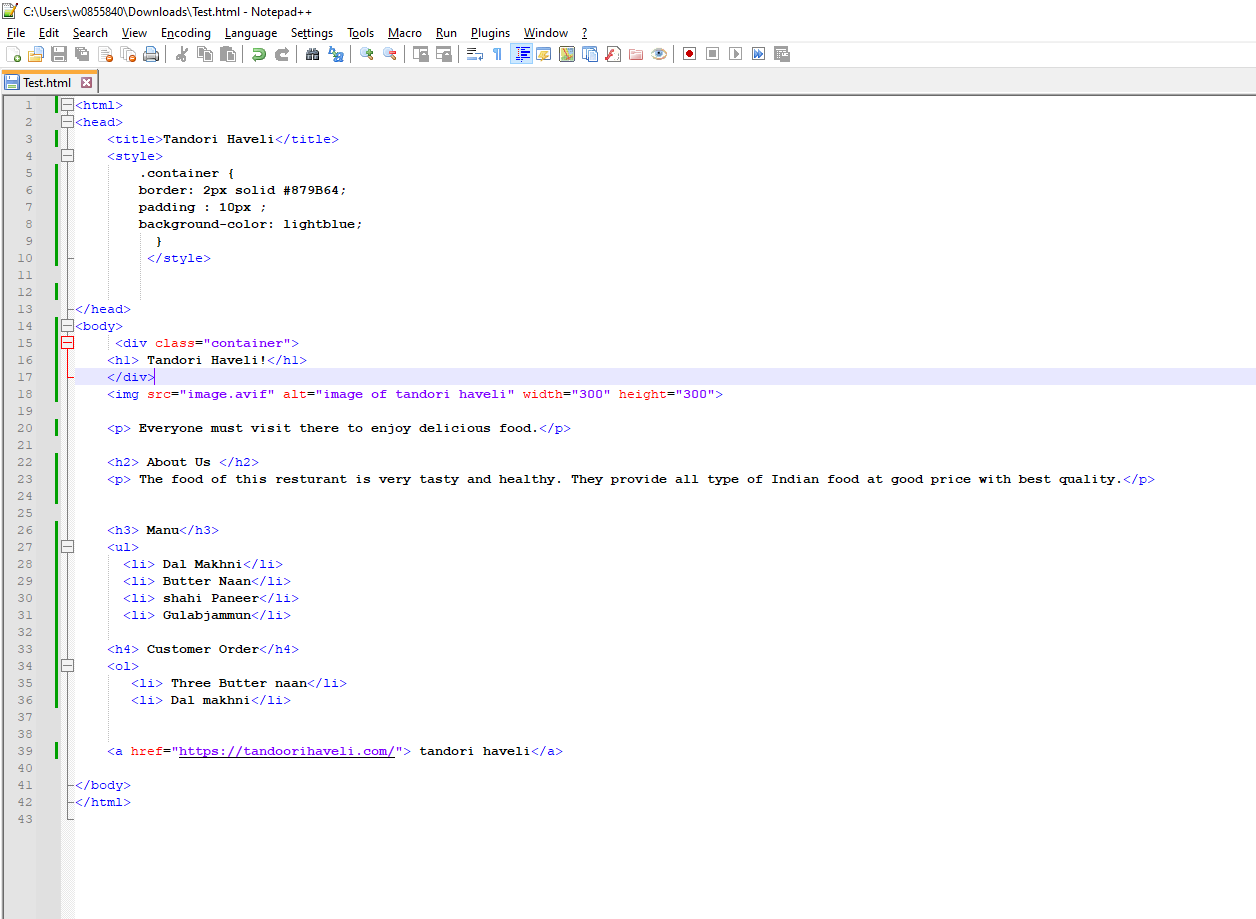 C:\Users\w0855840\Downloads\Test.html - Notepad++
File Edit Search View Encoding Language Settings Tools Macro Run Plugins Window ?
Test.html
1 <html>
2 <head>
3 <title>Tandori Haveli</title>
4 <style>
5 .container {
6 border: 2px solid #879B64;
7 padding : 10px ;
8 background-color: lightblue;
9 }
10 </style>
11
12
13 </head>
14 <body>
15 <div class="container">
16 <h1> Tandori Haveli!</h1>
17 </div>
18 <img src="image.avif" alt="image of tandori haveli" width="300" height="300">
19
20 <p> Everyone must visit there to enjoy delicious food.</p>
21
22 <h2> About Us </h2>
23 <p> The food of this resturant is very tasty and healthy. They provide all type of Indian food at good price with best quality.</p>
24
25
26 <h3> Manu</h3>
27 <ul>
28 <li> Dal Makhni</li>
29 <li> Butter Naan</li>
30 <li> shahi Paneer</li>
31 <li> Gulabjammun</li>
32
33 <h4> Customer Order</h4>
34 <ol>
35 <li> Three Butter naan</li>
36 <li> Dal makhni</li>
37
38
39 <a href="https://tandoorihaveli.com/"> tandori haveli</a>
40
41 </body>
42 </html>
43